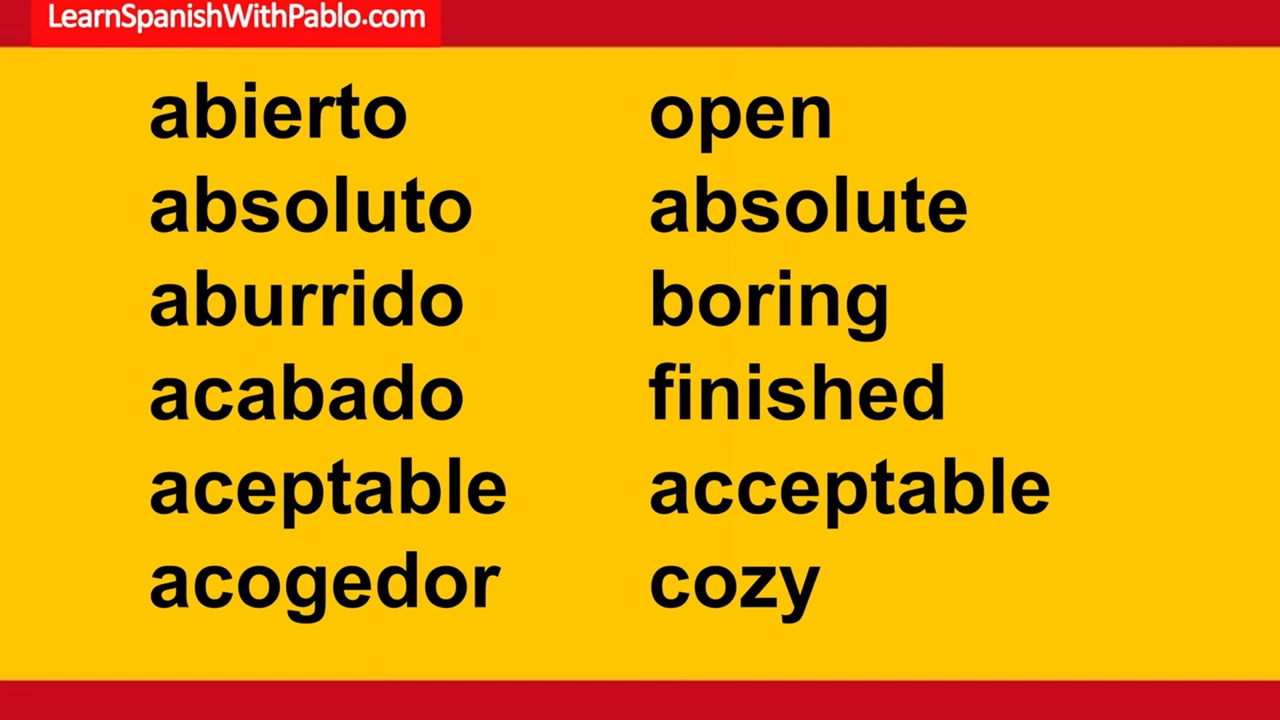 LearnSpanishWithPablo.com
abierto open
absoluto absolute
aburrido boring
acabado finished
aceptable acceptable
acogedor cozy